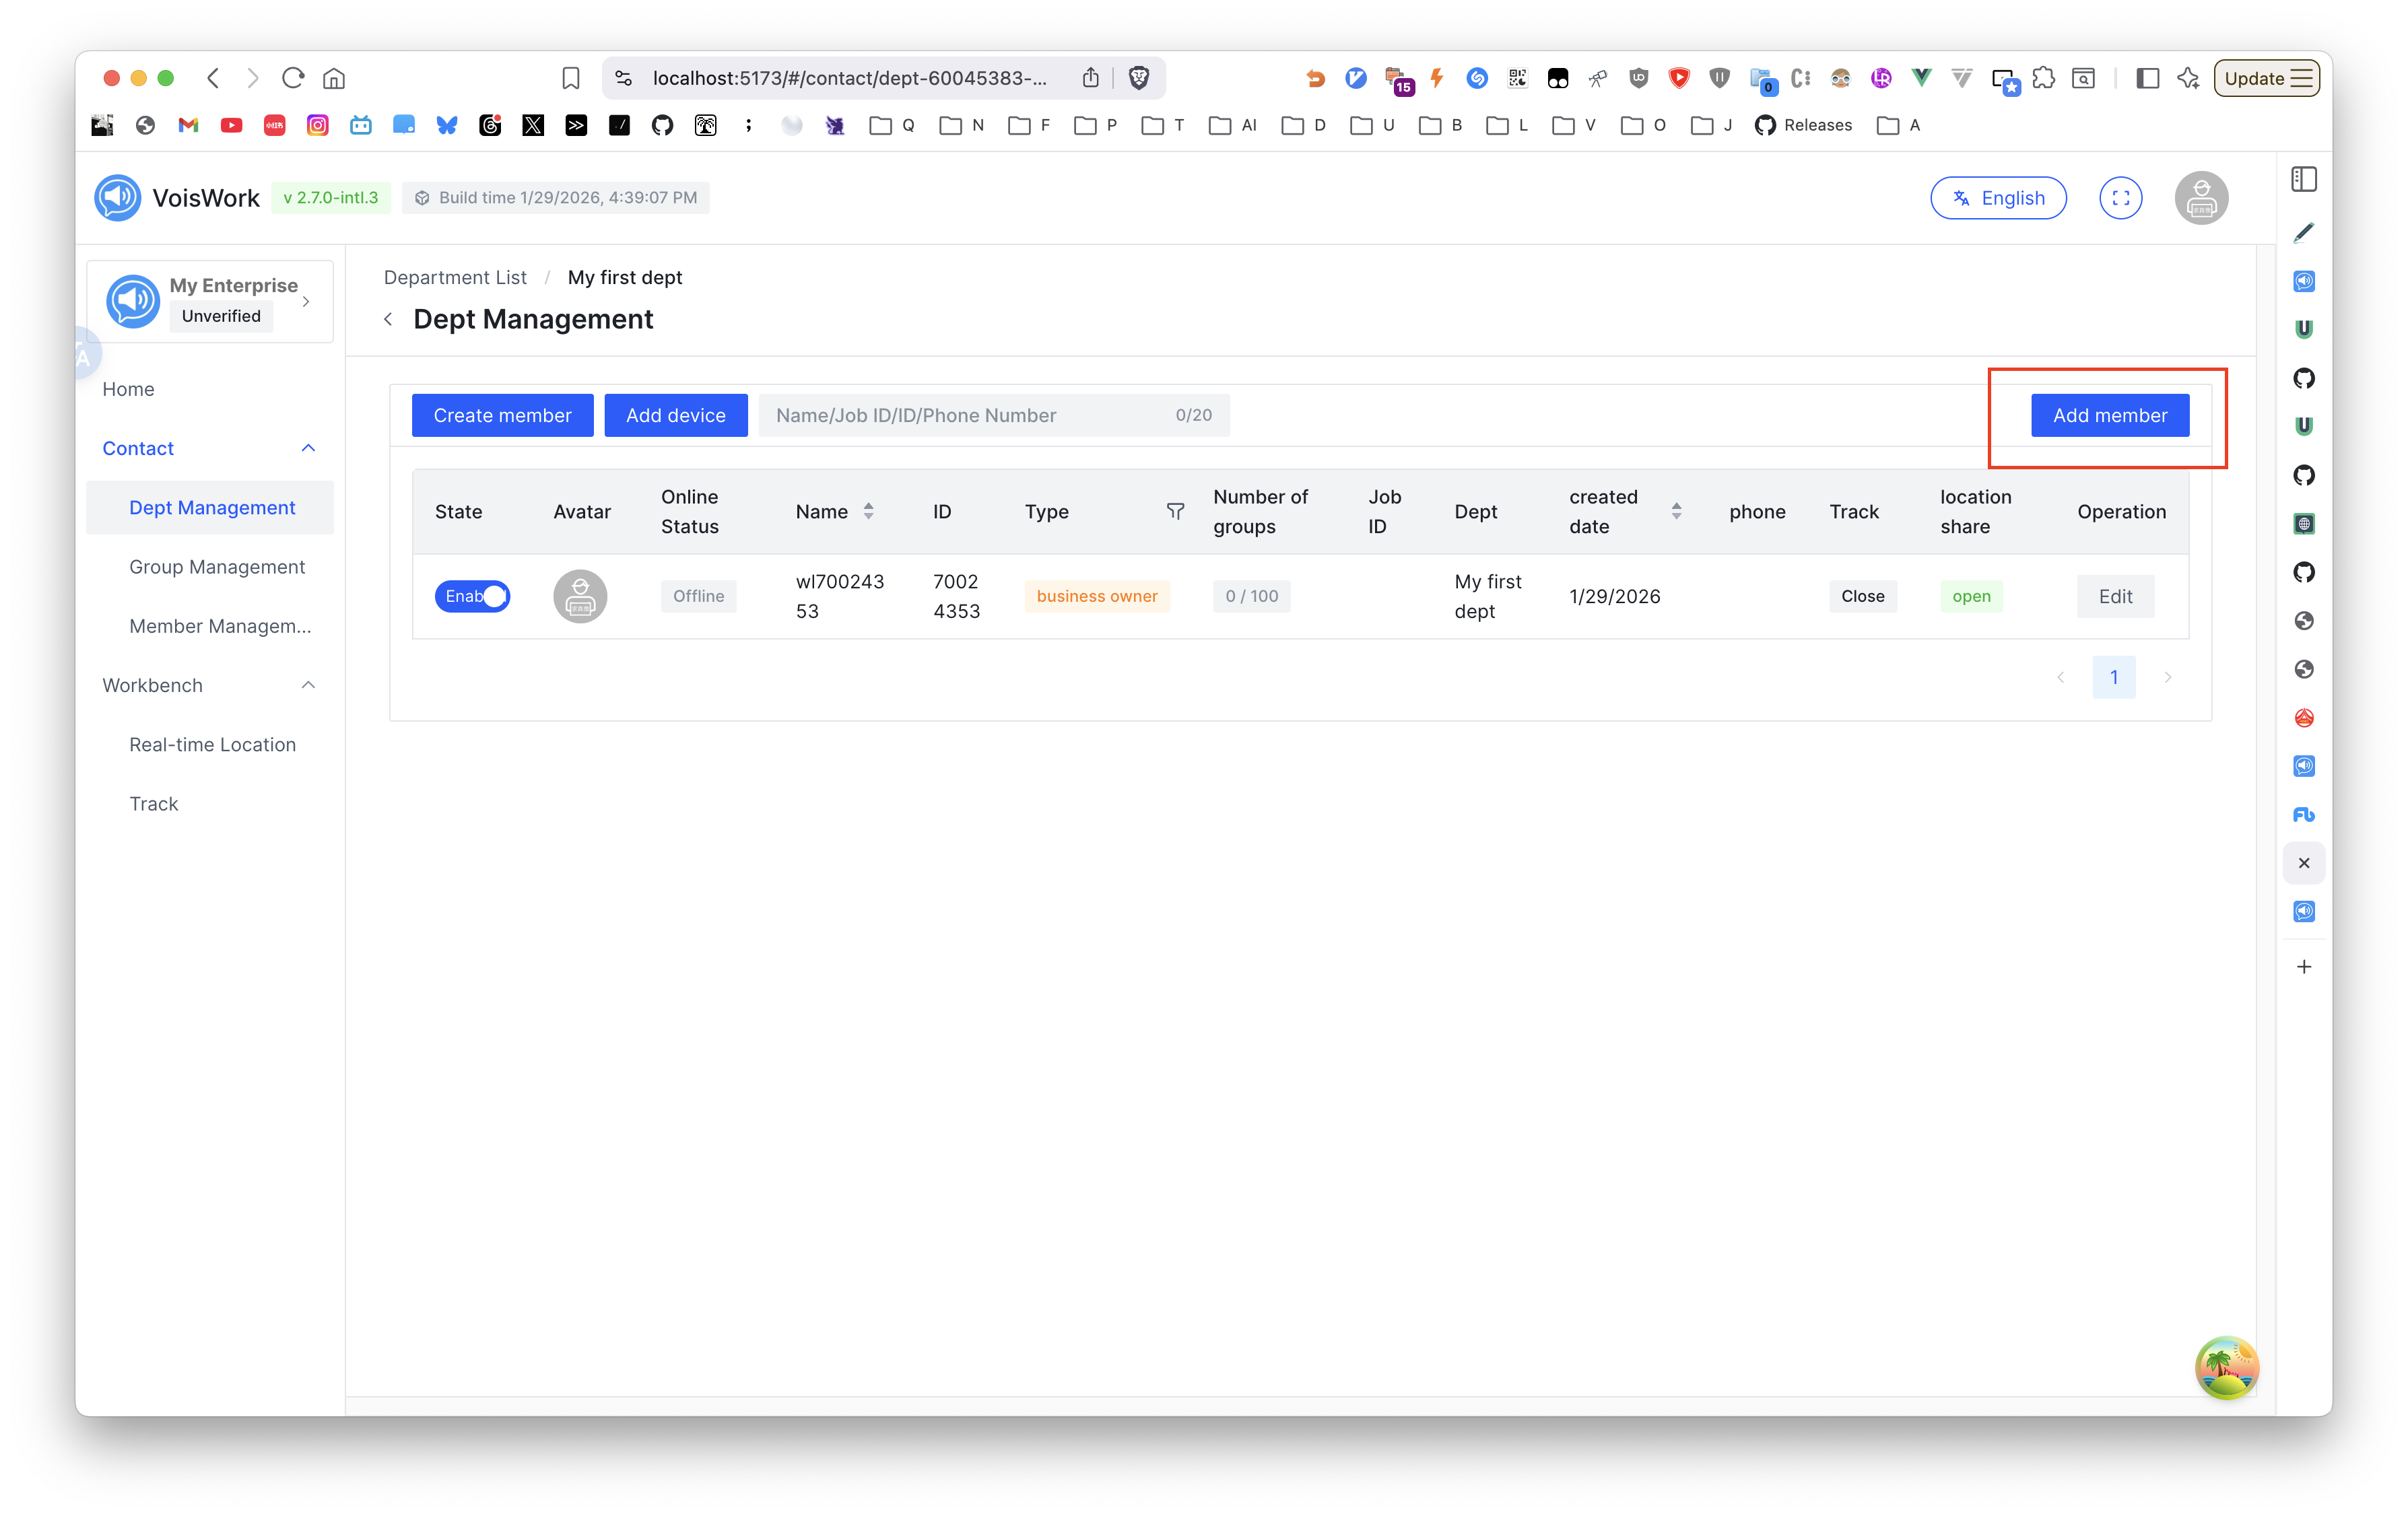 localhost:5173/#/contact/dept-60045383-...
15
0
Update
Q
N
F
P
T
AI
D
U
B
L
V
O
J
Releases
A
VoisWork
v 2.7.0-intl.3
Build time 1/29/2026, 4:39:07 PM
English
My Enterprise
Unverified
Home
Contact
Dept Management
Group Management
Member Managem...
Workbench
Real-time Location
Track
Department List / My first dept
Dept Management
Create member
Add device
Name/Job ID/ID/Phone Number
0/20
Add member
State
Avatar
Online
Status
Name
ID
Type
Number of
groups
Job
ID
Dept
created
date
phone
Track
location
share
Operation
Enab
Offline
wl700243
53
7002
4353
business owner
0 / 100
My first
dept
1/29/2026
Close
open
Edit
1